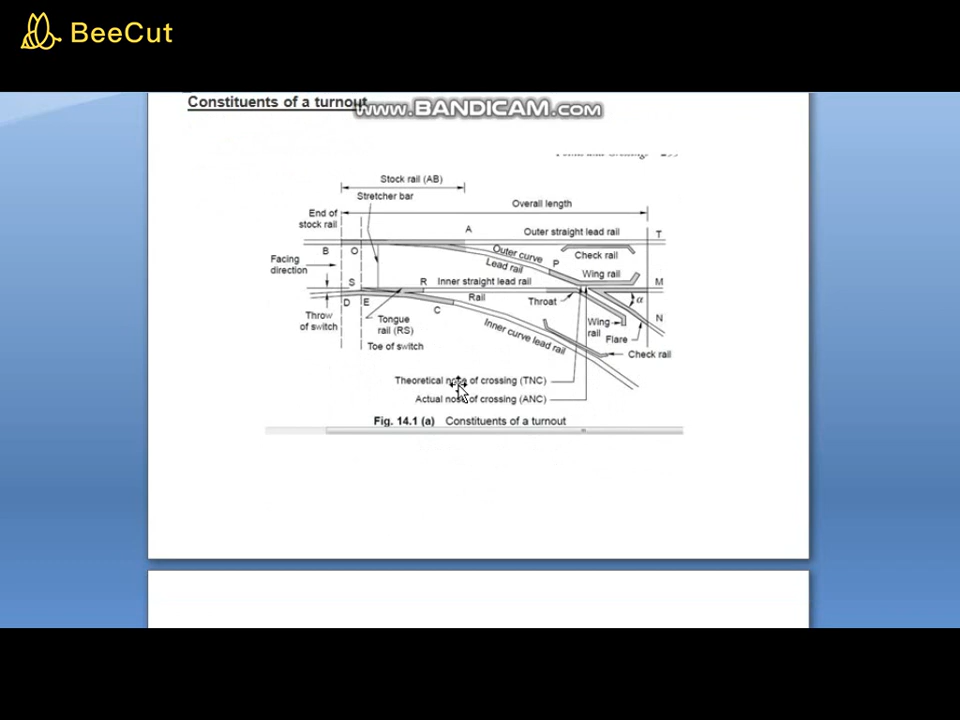 BeeCut
Constituents of a turnout
www.BANDICAM.com
Stock rail (AB)
Stretcher bar
Overall length
End of
stock rail
A
Outer straight lead rail
T
B
O
Outer curve
Check rail
Facing
direction
Lead rail
P
Wing rail
S
R
Inner straight lead rail
M
D
E
Rail
Throat
α
Throw
of switch
C
Tongue
rail (RS)
Inner curve lead rail
Wing
rail
N
Flare
Toe of switch
Check rail
Theoretical nose of crossing (TNC)
Actual nose of crossing (ANC)
Fig. 14.1 (a) Constituents of a turnout